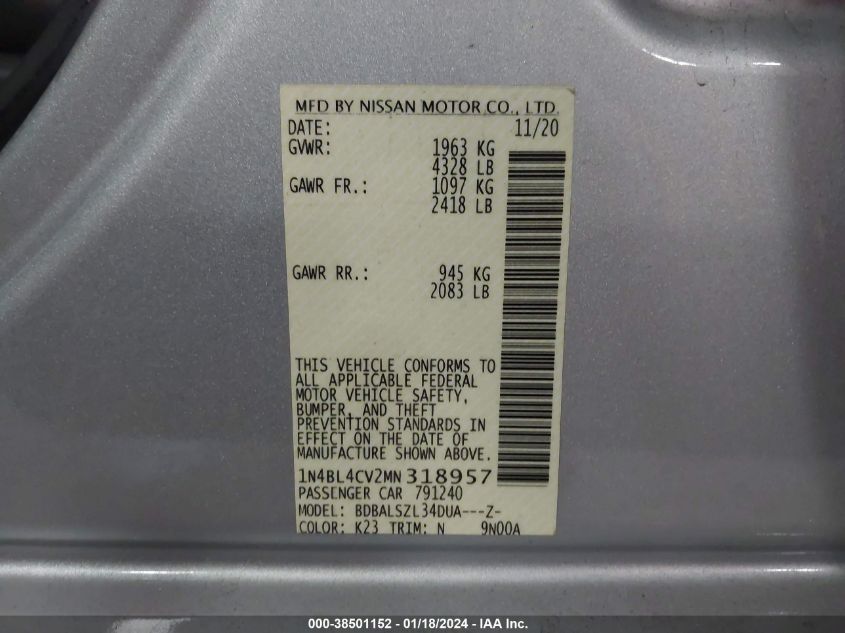 MFD BY NISSAN MOTOR CO., LTD.
DATE: 11/20
GVWR: 1963 KG
4328 LB
GAWR FR.: 1097 KG
2418 LB
GAWR RR.: 945 KG
2083 LB
THIS VEHICLE CONFORMS TO
ALL APPLICABLE FEDERAL
MOTOR VEHICLE SAFETY,
BUMPER, AND THEFT
PREVENTION STANDARDS IN
EFFECT ON THE DATE OF
MANUFACTURE SHOWN ABOVE.
1N4BL4CV2MN318957
PASSENGER CAR 791240
MODEL: BDBALSZL34DUA---Z-
COLOR: K23 TRIM: N 9N00A
000-38501152 - 01/18/2024 - IAA Inc.